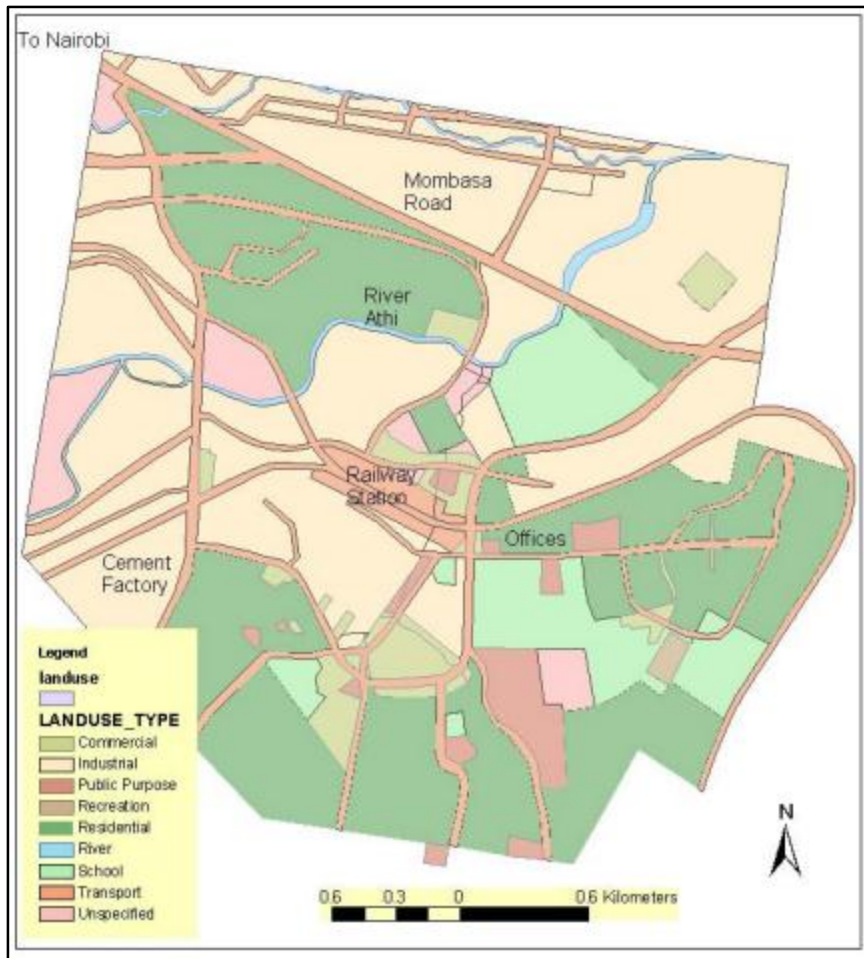 To Nairobi
Mombasa
Road
River
Athi
Railway
Station
Offices
Cement
Factory
Legend
landuse
LANDUSE_TYPE
Commercial
Industrial
Public Purpose
Recreation
Residential
River
School
Transport
Unspecified
N
0.6 0.3 0 0.6 Kilometers